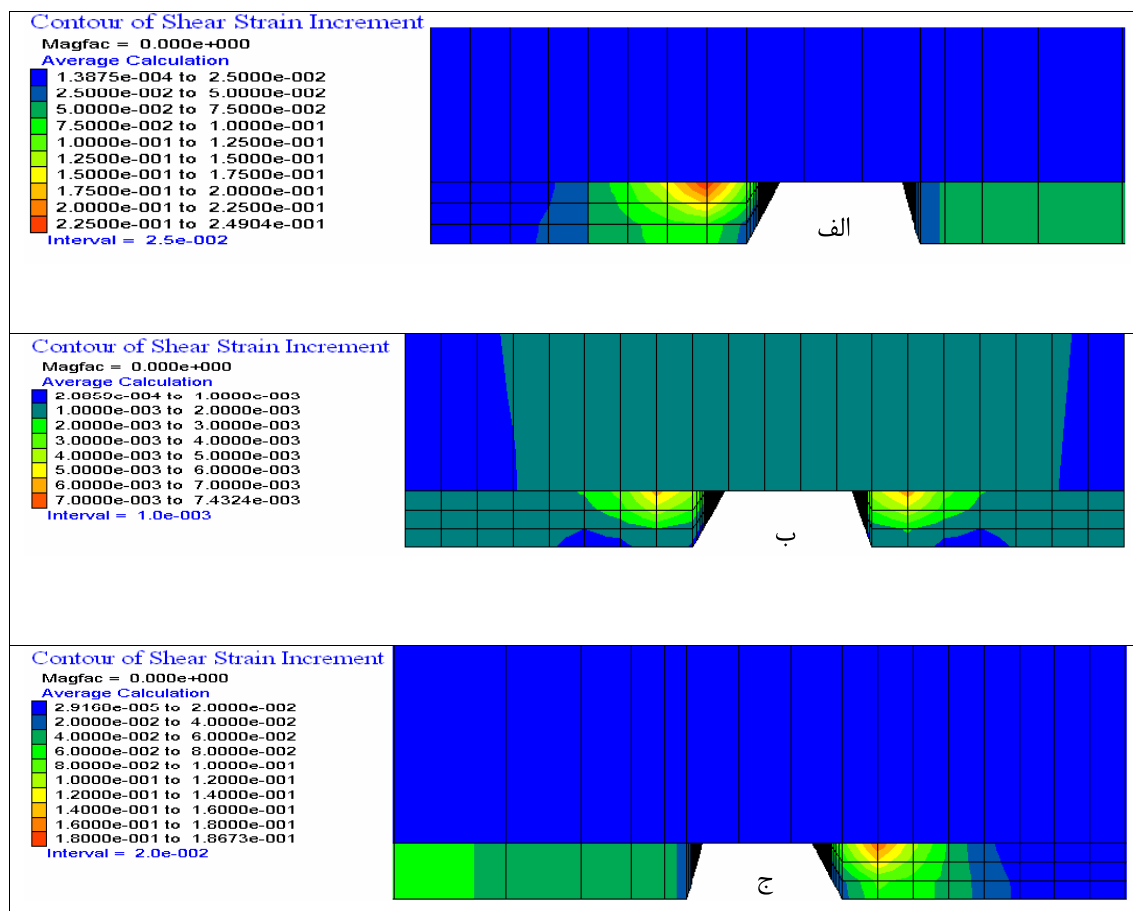 Contour of Shear Strain Increment
Magfac = 0.000e+000
Average Calculation
1.3875e-004 to 2.5000e-002
2.5000e-002 to 5.0000e-002
5.0000e-002 to 7.5000e-002
7.5000e-002 to 1.0000e-001
1.0000e-001 to 1.2500e-001
1.2500e-001 to 1.5000e-001
1.5000e-001 to 1.7500e-001
1.7500e-001 to 2.0000e-001
2.0000e-001 to 2.2500e-001
2.2500e-001 to 2.4904e-001
Interval = 2.5e-002
الف
Contour of Shear Strain Increment
Magfac = 0.000e+000
Average Calculation
2.0859e-004 to 1.0000e-003
1.0000e-003 to 2.0000e-003
2.0000e-003 to 3.0000e-003
3.0000e-003 to 4.0000e-003
4.0000e-003 to 5.0000e-003
5.0000e-003 to 6.0000e-003
6.0000e-003 to 7.0000e-003
7.0000e-003 to 7.4324e-003
Interval = 1.0e-003
ب
Contour of Shear Strain Increment
Magfac = 0.000e+000
Average Calculation
2.9160e-005 to 2.0000e-002
2.0000e-002 to 4.0000e-002
4.0000e-002 to 6.0000e-002
6.0000e-002 to 8.0000e-002
8.0000e-002 to 1.0000e-001
1.0000e-001 to 1.2000e-001
1.2000e-001 to 1.4000e-001
1.4000e-001 to 1.6000e-001
1.6000e-001 to 1.8000e-001
1.8000e-001 to 1.8673e-001
Interval = 2.0e-002
ج